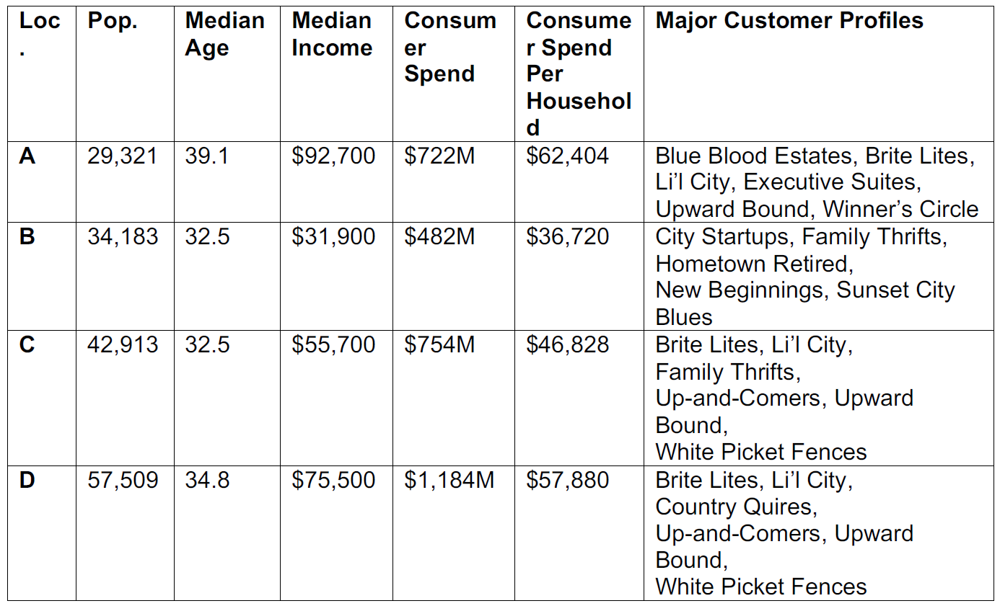 Loc
.
Pop.
Median
Age
Median
Income
Consum
er
Spend
Consume
r Spend
Per
Househol
d
Major Customer Profiles
A
29,321
39.1
$92,700
$722M
$62,404
Blue Blood Estates, Brite Lites,
Li’l City, Executive Suites,
Upward Bound, Winner’s Circle
B
34,183
32.5
$31,900
$482M
$36,720
City Startups, Family Thrifts,
Hometown Retired,
New Beginnings, Sunset City
Blues
C
42,913
32.5
$55,700
$754M
$46,828
Brite Lites, Li’l City,
Family Thrifts,
Up-and-Comers, Upward
Bound,
White Picket Fences
D
57,509
34.8
$75,500
$1,184M
$57,880
Brite Lites, Li’l City,
Country Quires,
Up-and-Comers, Upward
Bound,
White Picket Fences